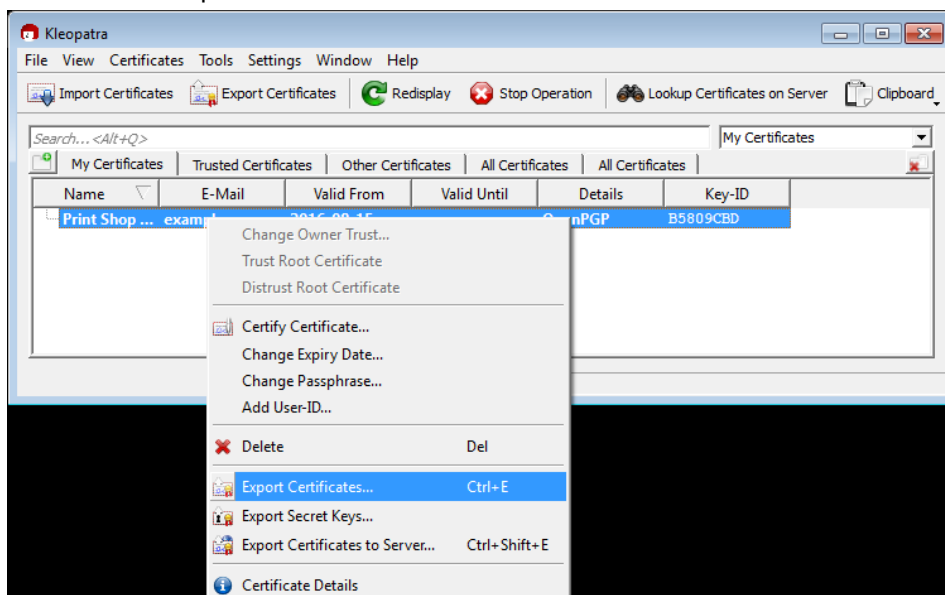 Kleopatra
File View Certificates Tools Settings Window Help
Import Certificates Export Certificates Redisplay Stop Operation Lookup Certificates on Server Clipboard
Search... <Alt+Q> My Certificates
My Certificates Trusted Certificates Other Certificates All Certificates All Certificates
Name E-Mail Valid From Valid Until Details Key-ID
Print Shop ... B5809CBD
Change Owner Trust...
Trust Root Certificate
Distrust Root Certificate
Certify Certificate...
Change Expiry Date...
Change Passphrase...
Add User-ID...
Delete Del
Export Certificates... Ctrl+E
Export Secret Keys...
Export Certificates to Server... Ctrl+Shift+E
Certificate Details